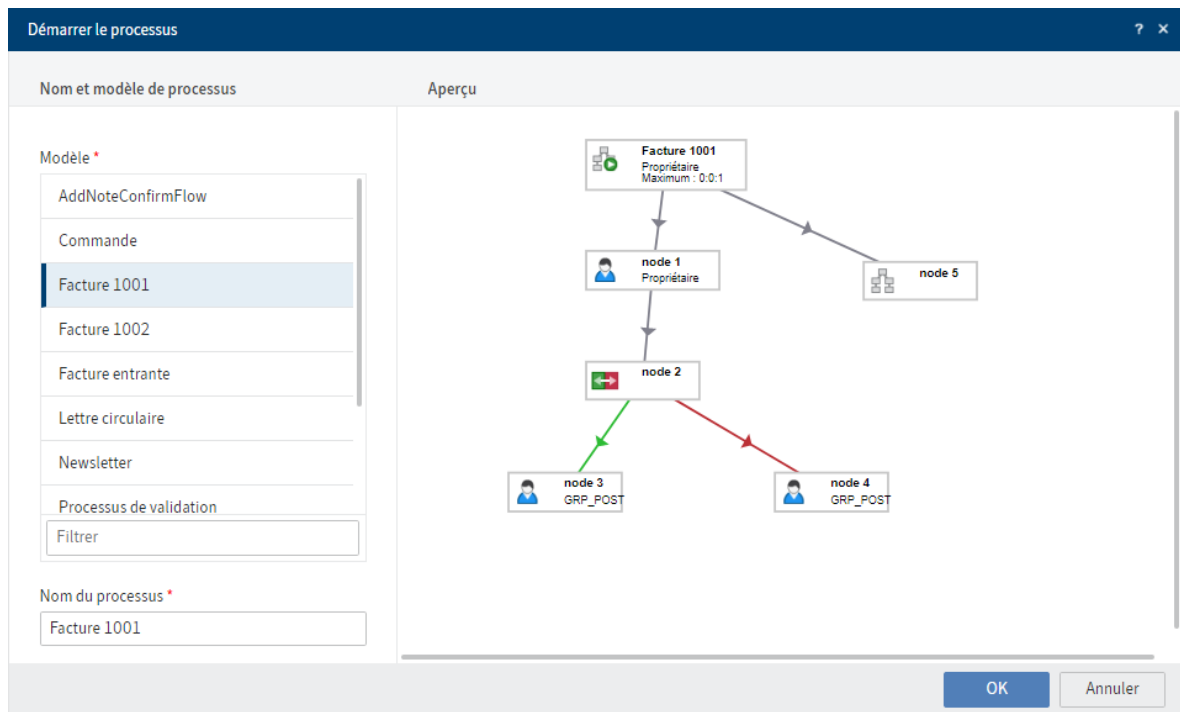 Démarrer le processus
? ×
Nom et modèle de processus
Aperçu
Modèle *
AddNoteConfirmFlow
Commande
Facture 1001
Facture 1002
Facture entrante
Lettre circulaire
Newsletter
Processus de validation
Filtrer
Nom du processus *
Facture 1001
Facture 1001
Propriétaire
Maximum : 0:0:1
node 1
Propriétaire
node 5
node 2
node 3
GRP_POST
node 4
GRP_POST
OK
Annuler